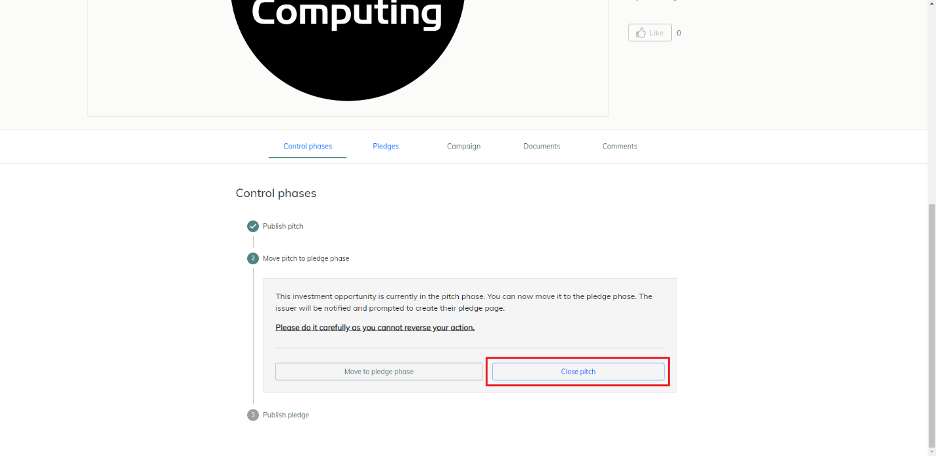 Computing
Like 0
Control phases Pledges Campaign Documents Comments
Control phases
Publish pitch
2 Move pitch to pledge phase
This investment opportunity is currently in the pitch phase. You can now move it to the pledge phase. The
issuer will be notified and prompted to create their pledge page.
Please do it carefully as you cannot reverse your action.
Move to pledge phase Close pitch
3 Publish pledge